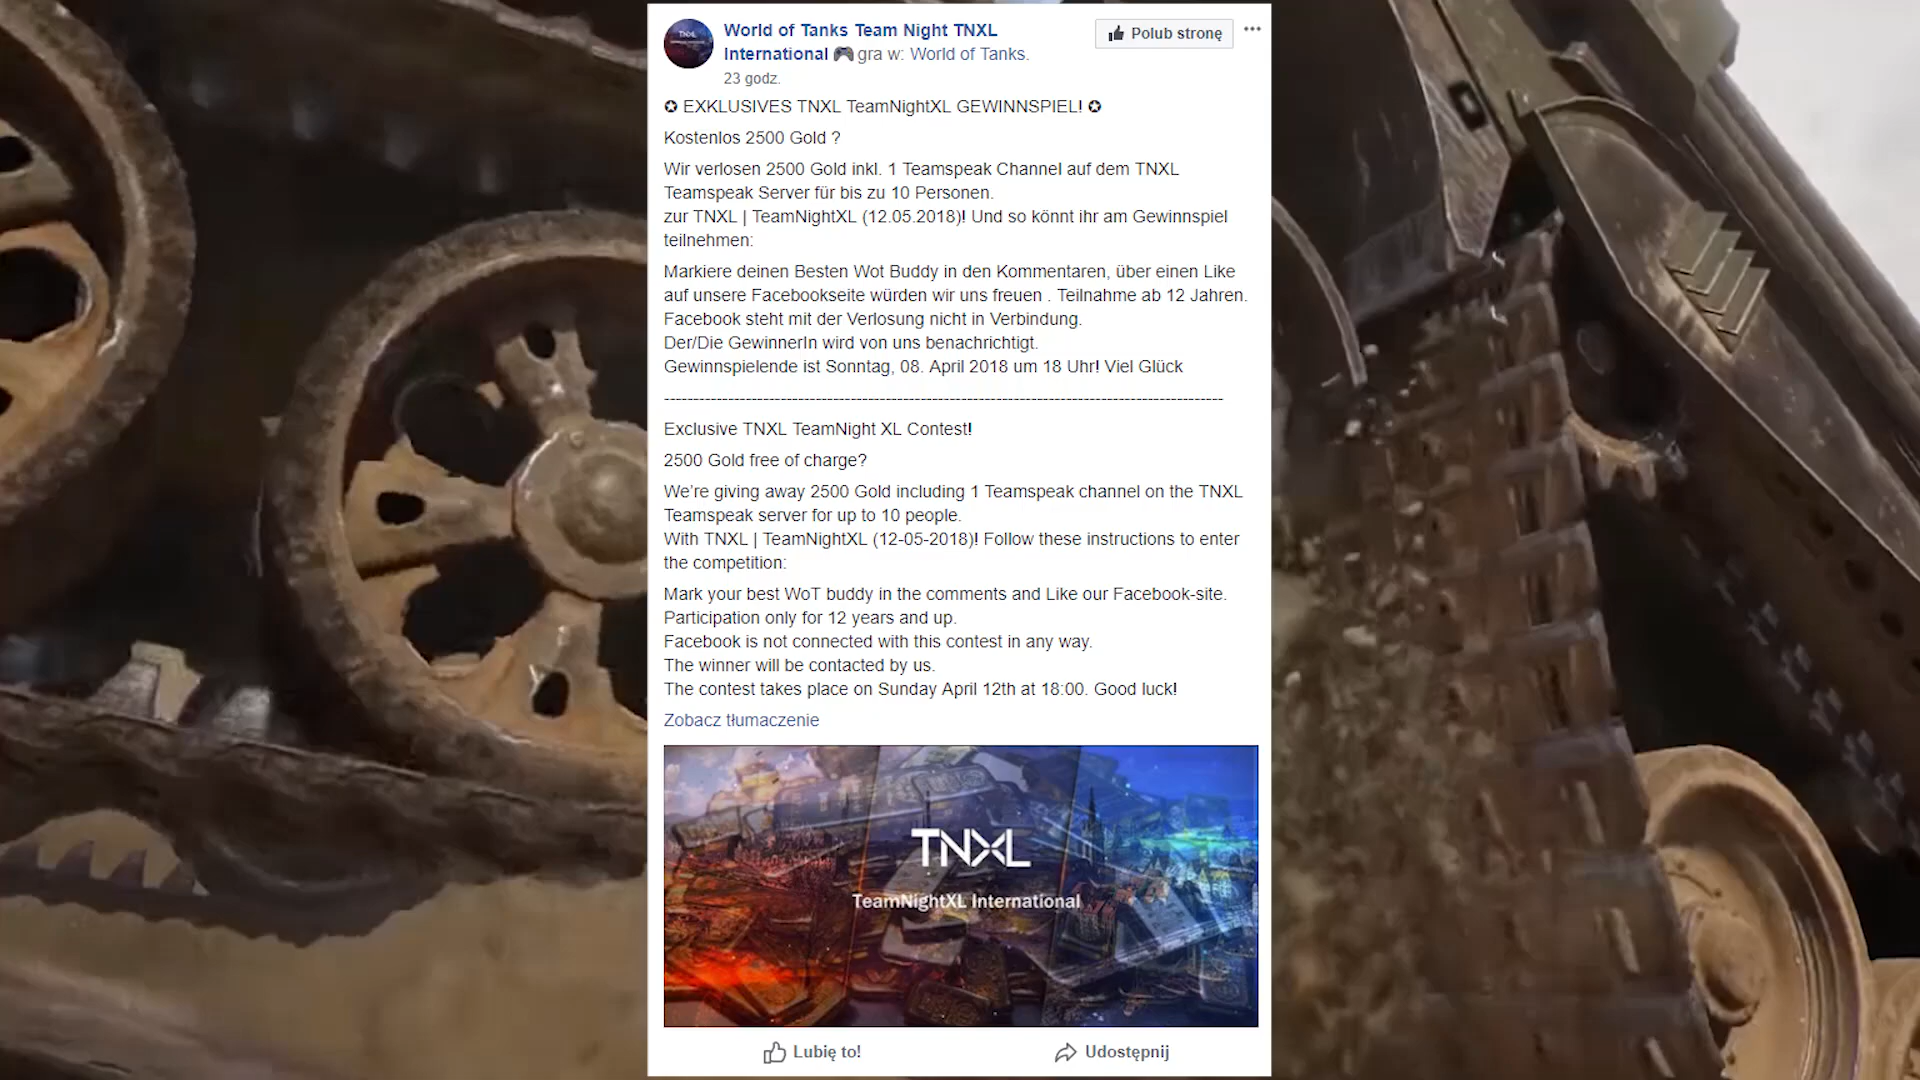 World of Tanks Team Night TNXL
International 🎮 gra w: World of Tanks.
Polub stronę
23 godz.
✪ EXKLUSIVES TNXL TeamNightXL GEWINNSPIEL! ✪
Kostenlos 2500 Gold ?
Wir verlosen 2500 Gold inkl. 1 Teamspeak Channel auf dem TNXL
Teamspeak Server für bis zu 10 Personen.
zur TNXL | TeamNightXL (12.05.2018)! Und so könnt ihr am Gewinnspiel
teilnehmen:
Markiere deinen Besten Wot Buddy in den Kommentaren, über einen Like
auf unsere Facebookseite würden wir uns freuen . Teilnahme ab 12 Jahren.
Facebook steht mit der Verlosung nicht in Verbindung.
Der/Die GewinnerIn wird von uns benachrichtigt.
Gewinnspielende ist Sonntag, 08. April 2018 um 18 Uhr! Viel Glück
----------------------------------------------------------------------------------------------------
Exclusive TNXL TeamNight XL Contest!
2500 Gold free of charge?
We're giving away 2500 Gold including 1 Teamspeak channel on the TNXL
Teamspeak server for up to 10 people.
With TNXL | TeamNightXL (12-05-2018)! Follow these instructions to enter
the competition:
Mark your best WoT buddy in the comments and Like our Facebook-site.
Participation only for 12 years and up.
Facebook is not connected with this contest in any way.
The winner will be contacted by us.
The contest takes place on Sunday April 12th at 18:00. Good luck!
Zobacz tłumaczenie
TNXL
TeamNightXL International
Lubię to!
Udostępnij